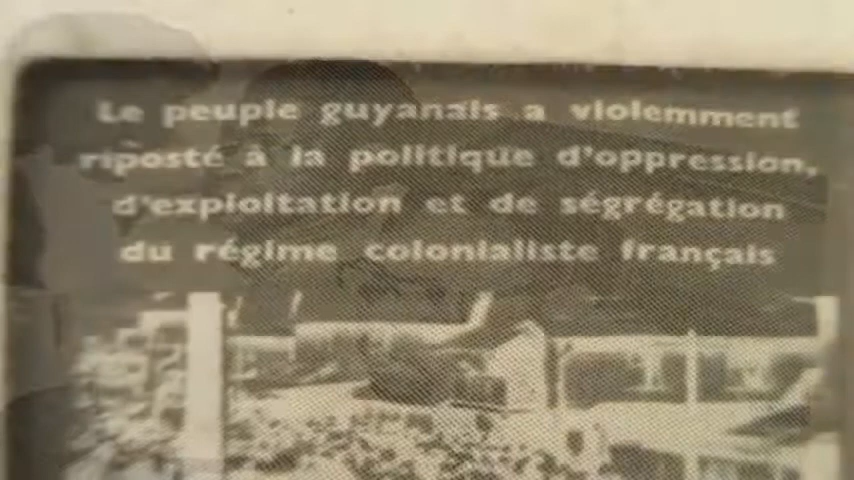 Le peuple guyanais a violemment
riposté à la politique d'oppression,
d'exploitation et de ségrégation
du régime colonialiste français